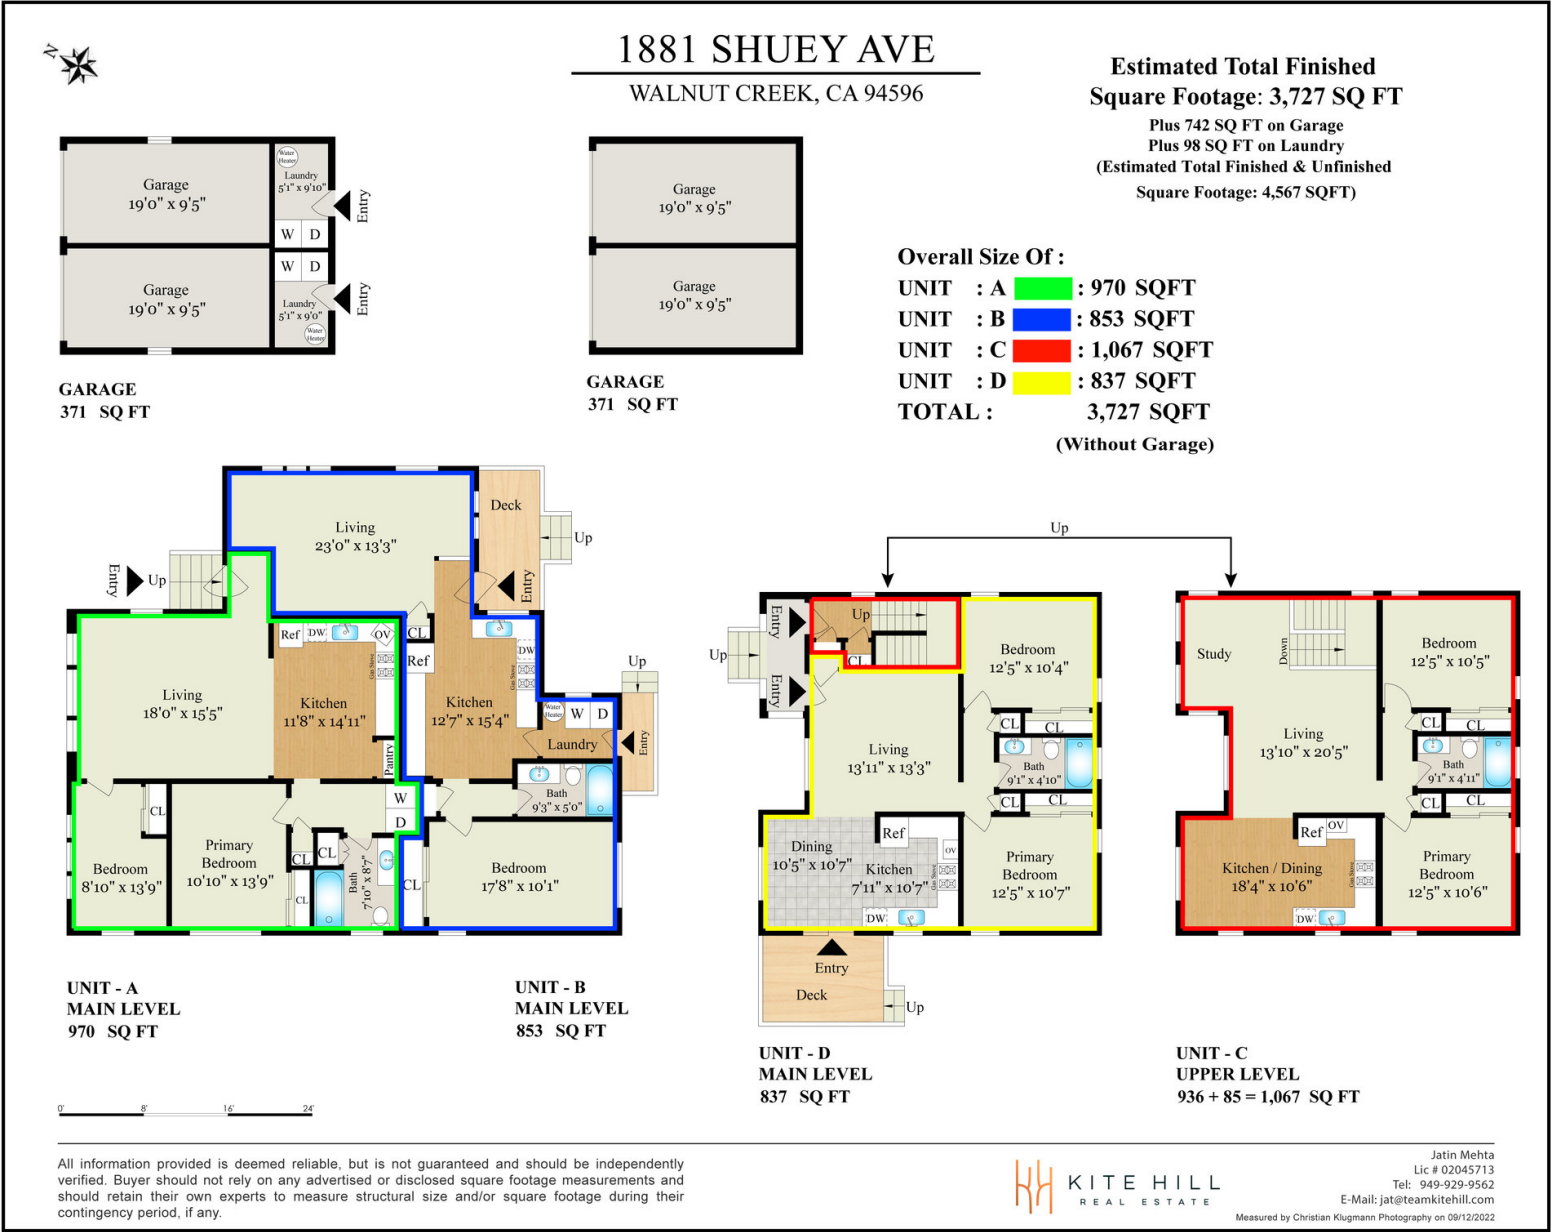 N
1881 SHUEY AVE
WALNUT CREEK, CA 94596
Estimated Total Finished
Square Footage: 3,727 SQ FT
Plus 742 SQ FT on Garage
Plus 98 SQ FT on Laundry
(Estimated Total Finished & Unfinished
Square Footage: 4,567 SQFT)
Garage
19'0" x 9'5"
Water
Heater
Laundry
5'1" x 9'10"
W D
Entry
Garage
19'0" x 9'5"
W D
Laundry
5'1" x 9'0"
Water
Heater
Entry
GARAGE
371 SQ FT
Garage
19'0" x 9'5"
Garage
19'0" x 9'5"
GARAGE
371 SQ FT
Overall Size Of :
UNIT : A : 970 SQFT
UNIT : B : 853 SQFT
UNIT : C : 1,067 SQFT
UNIT : D : 837 SQFT
TOTAL : 3,727 SQFT
(Without Garage)
Living
23'0" x 13'3"
Deck
Up
Entry
Entry
Up
CL
Ref
DW
OV
Gas Stove
Living
18'0" x 15'5"
Kitchen
11'8" x 14'11"
Pantry
Ref
DW
Gas Stove
Kitchen
12'7" x 15'4"
Water
Heater
W D
Laundry
Up
Entry
Bath
9'3" x 5'0"
W
D
CL
Bedroom
8'10" x 13'9"
Primary
Bedroom
10'10" x 13'9"
CL
CL
CL
Bath
7'10" x 8'7"
CL
Bedroom
17'8" x 10'1"
UNIT - A
MAIN LEVEL
970 SQ FT
UNIT - B
MAIN LEVEL
853 SQ FT
Up
Entry
Up
Entry
Up
CL
Bedroom
12'5" x 10'4"
CL
CL
Living
13'11" x 13'3"
Bath
9'1" x 4'10"
CL
CL
Dining
10'5" x 10'7"
Ref
OV
Gas Stove
Kitchen
7'11" x 10'7"
DW
Primary
Bedroom
12'5" x 10'7"
Entry
Deck
Up
UNIT - D
MAIN LEVEL
837 SQ FT
Study
Down
Bedroom
12'5" x 10'5"
CL
CL
Living
13'10" x 20'5"
Bath
9'1" x 4'11"
CL
CL
Ref
OV
Gas Stove
Kitchen / Dining
18'4" x 10'6"
DW
Primary
Bedroom
12'5" x 10'6"
UNIT - C
UPPER LEVEL
936 + 85 = 1,067 SQ FT
0' 8' 16' 24'
All information provided is deemed reliable, but is not guaranteed and should be independently
verified. Buyer should not rely on any advertised or disclosed square footage measurements and
should retain their own experts to measure structural size and/or square footage during their
contingency period, if any.
KITE HILL
REAL ESTATE
Jatin Mehta
Lic # 02045713
Tel: 949-929-9562
E-Mail: jat@teamkitehill.com
Measured by Christian Klugmann Photography on 09/12/2022